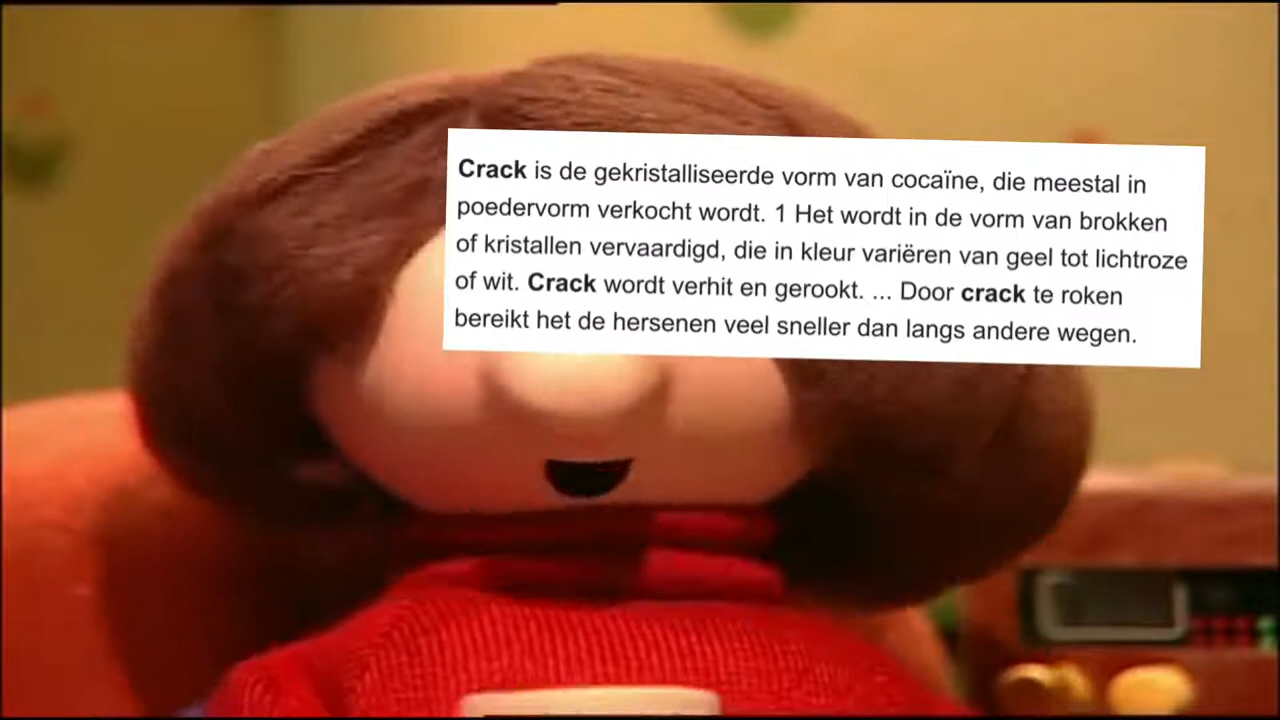 Crack is de gekristalliseerde vorm van cocaïne, die meestal in
poedervorm verkocht wordt. 1 Het wordt in de vorm van brokken
of kristallen vervaardigd, die in kleur variëren van geel tot lichtroze
of wit. Crack wordt verhit en gerookt. ... Door crack te roken
bereikt het de hersenen veel sneller dan langs andere wegen.